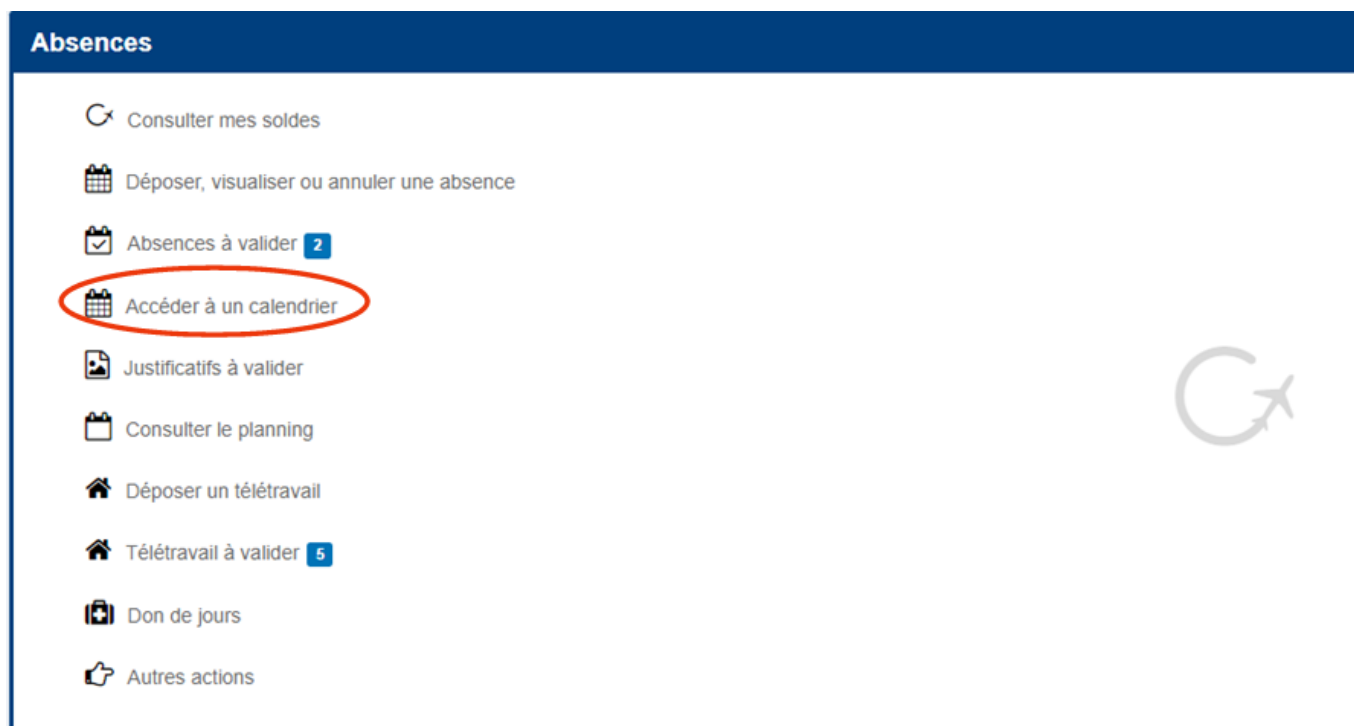 Absences
Consulter mes soldes
Déposer, visualiser ou annuler une absence
Absences à valider 2
Accéder à un calendrier
Justificatifs à valider
Consulter le planning
Déposer un télétravail
Télétravail à valider 5
Don de jours
Autres actions